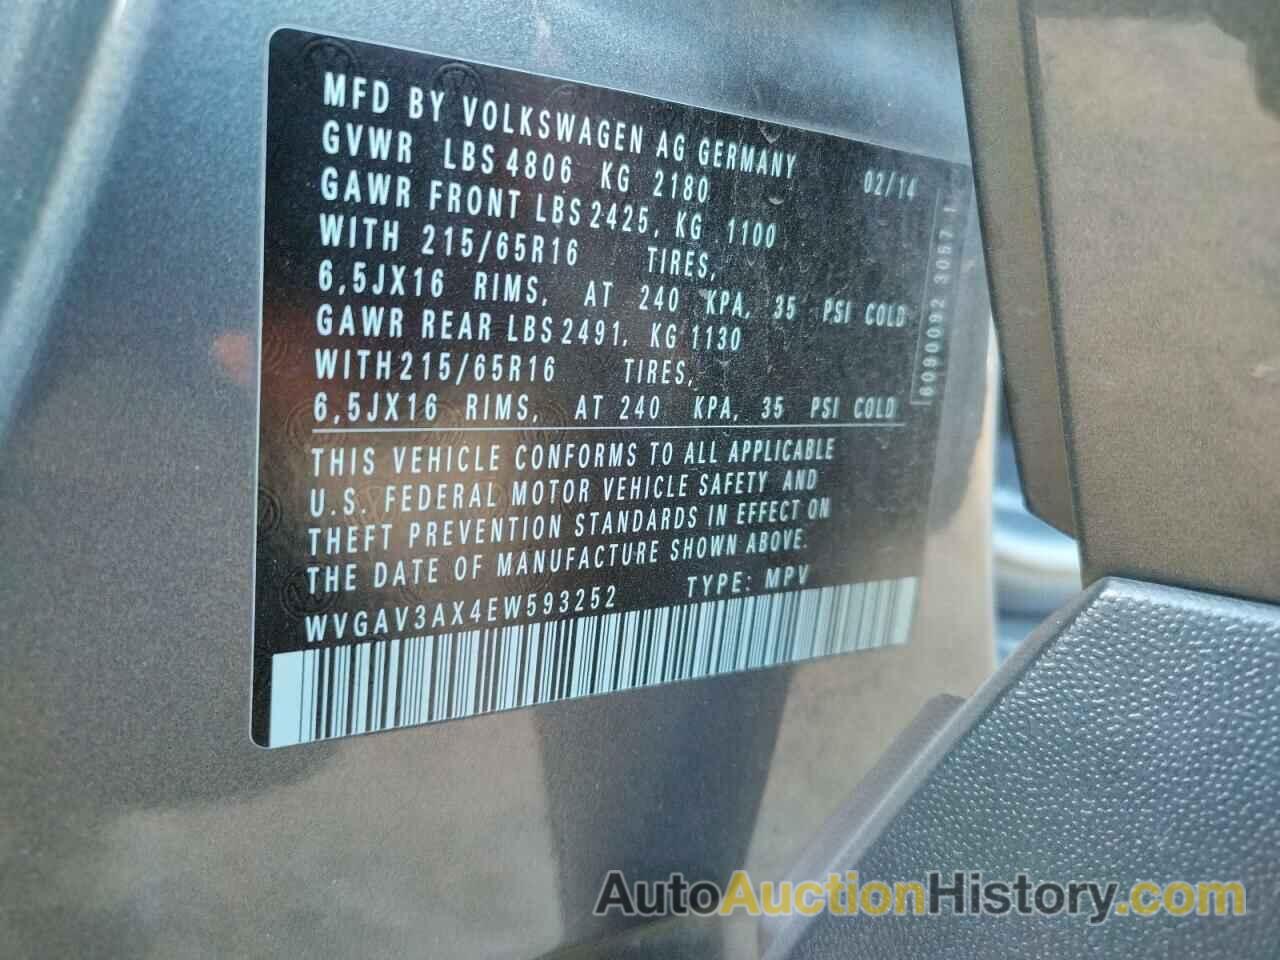 MFD BY VOLKSWAGEN AG GERMANY
GVWR LBS 4806 KG 2180 02/14
GAWR FRONT LBS 2425, KG 1100
WITH 215/65R16 TIRES,
6,5JX16 RIMS, AT 240 KPA, 35 PSI COLD
GAWR REAR LBS 2491, KG 1130
WITH 215/65R16 TIRES,
6,5JX16 RIMS, AT 240 KPA, 35 PSI COLD
THIS VEHICLE CONFORMS TO ALL APPLICABLE
U.S. FEDERAL MOTOR VEHICLE SAFETY AND
THEFT PREVENTION STANDARDS IN EFFECT ON
THE DATE OF MANUFACTURE SHOWN ABOVE.
WVGAV3AX4EW593252 TYPE: MPV
AutoAuctionHistory.com